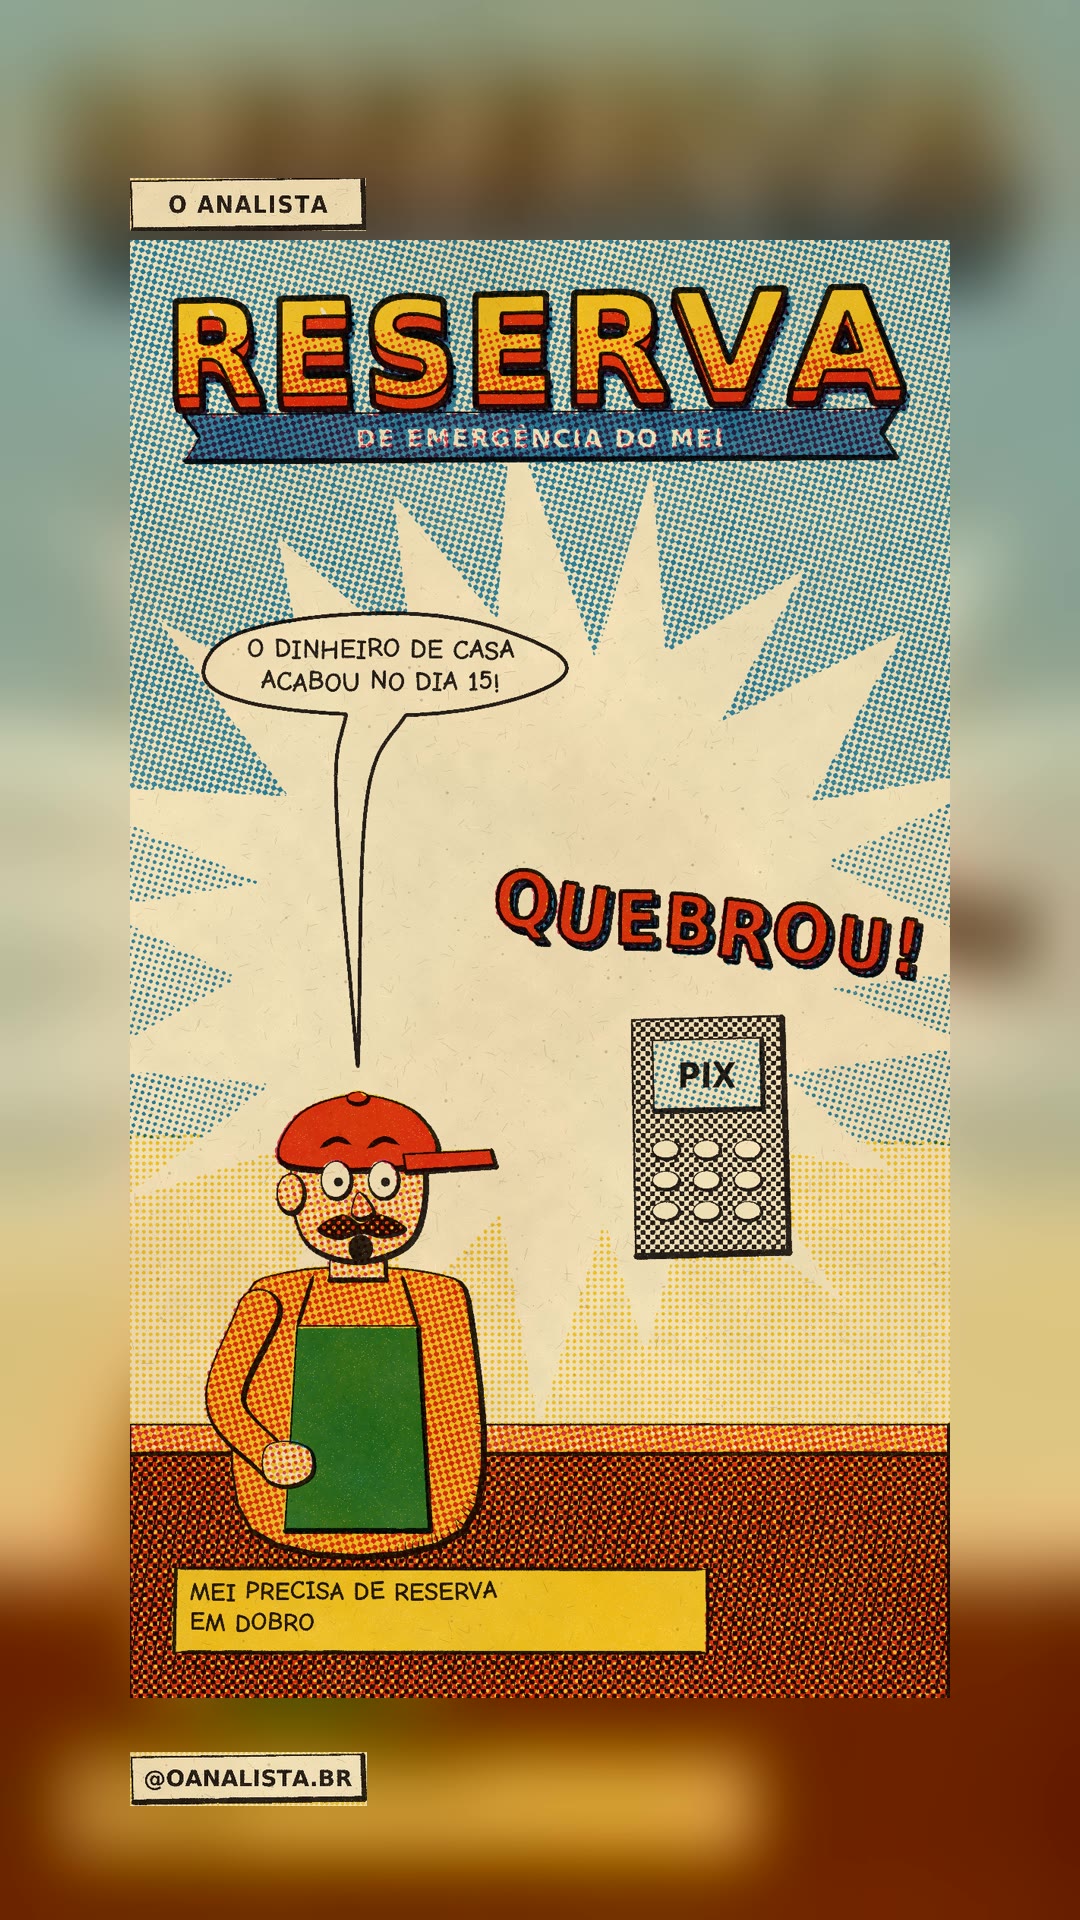 O ANALISTA
RESERVA
DE EMERGÊNCIA DO MEI
O DINHEIRO DE CASA
ACABOU NO DIA 15!
QUEBROU!
PIX
MEI PRECISA DE RESERVA
EM DOBRO
@OANALISTA.BR